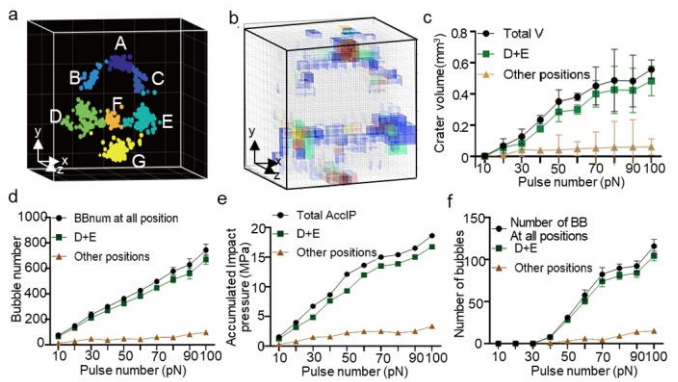 a
A
B
C
D
F
E
G
y
x
z
b
y
x
z
c
Total V
D+E
Other positions
Crater volume(mm³)
0.8
0.6
0.4
0.2
0
10 30 50 70 90 100
Pulse number (pN)
d
BBnum at all position
D+E
Other positions
Bubble number
1000
800
600
400
200
0
10 30 50 70 90 100
Pulse number (pN)
e
Total AccIP
D+E
Other positions
Accumulated Impact
pressure (MPa)
20
15
10
5
0
10 30 50 70 90 100
Pulse number (pN)
f
Number of BB
At all positions
D+E
Other positions
Number of bubbles
150
100
50
0
10 30 50 70 90 100
Pulse number (pN)